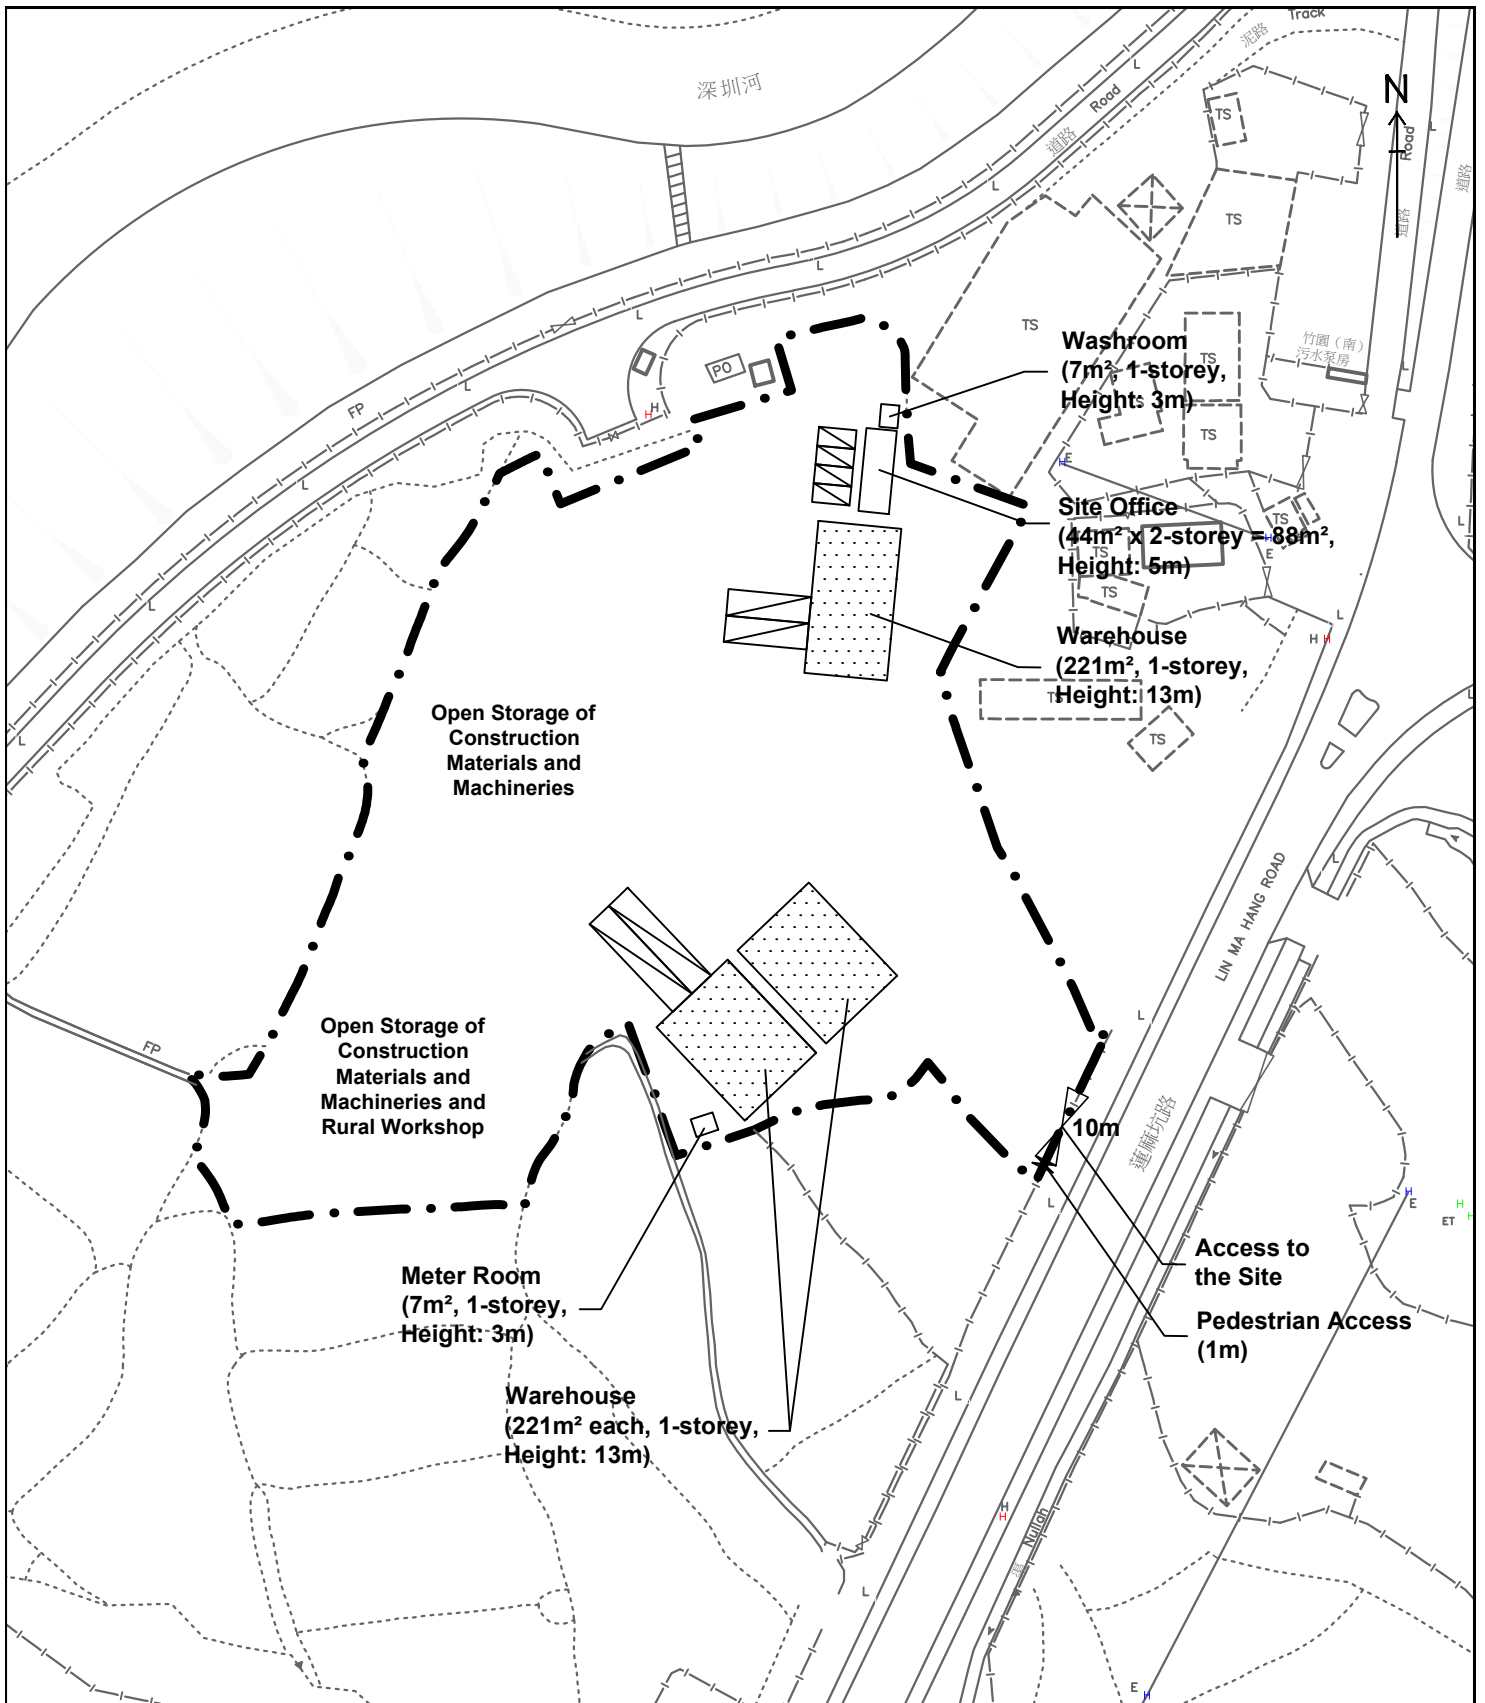 Track
泥路
深圳河
L
Road
道路
L
N
Road
L
道路
道路
TS
L
TS
L
L
TS
竹園（南）
污水泵房
Washroom
(7m², 1-storey,
Height: 3m)
TS
TS
TS
L
PO
L
FP
H
H
L
H
E
Site Office
(44m² x 2-storey = 88m²,
Height: 5m)
TS
TS
H
E
L
L
TS
Warehouse
(221m², 1-storey,
Height: 13m)
L
H
H
TS
TS
L
L
Open Storage of
Construction
Materials and
Machineries
L
LIN MA HANG ROAD
L
FP
Open Storage of
Construction
Materials and
Machineries and
Rural Workshop
10m
蓮麻坑路
L
H
E
H
H
ET
Access to
the Site
Pedestrian Access
(1m)
Meter Room
(7m², 1-storey,
Height: 3m)
Warehouse
(221m² each, 1-storey,
Height: 13m)
L
H
H
Nullah
L
E
H